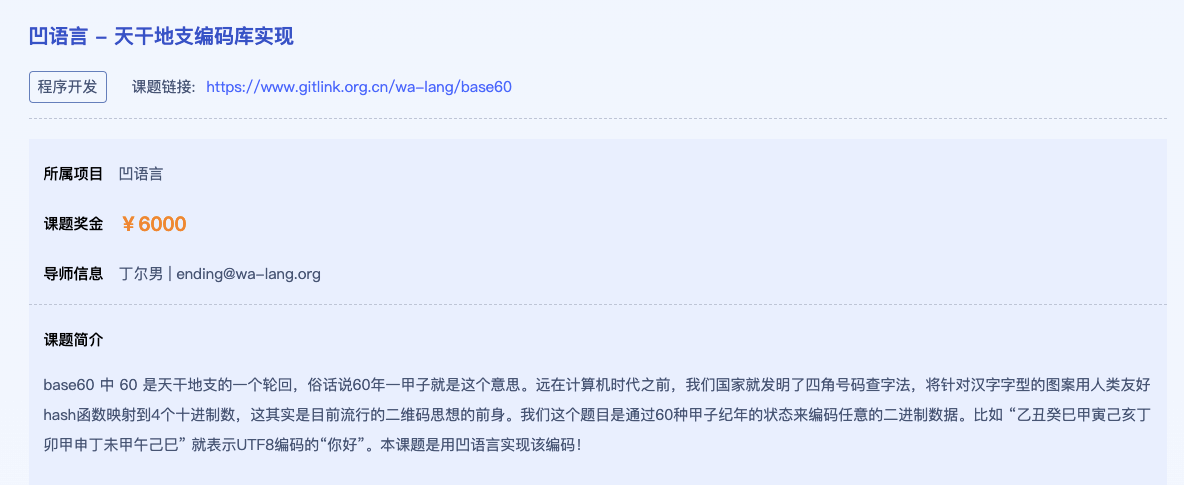 凹语言 – 天干地支编码库实现
程序开发 课题链接: https://www.gitlink.org.cn/wa-lang/base60
所属项目 凹语言
课题奖金 ¥6000
导师信息 丁尔男 | ending@wa-lang.org
课题简介
base60 中 60 是天干地支的一个轮回，俗话说60年一甲子就是这个意思。远在计算机时代之前，我们国家就发明了四角号码查字法，将针对汉字字型的图案用人类友好
hash函数映射到4个十进制数，这其实是目前流行的二维码思想的前身。我们这个题目是通过60种甲子纪年的状态来编码任意的二进制数据。比如 “乙丑癸巳甲寅己亥丁
卯甲申丁未甲午己巳” 就表示UTF8编码的“你好”。本课题是用凹语言实现该编码！